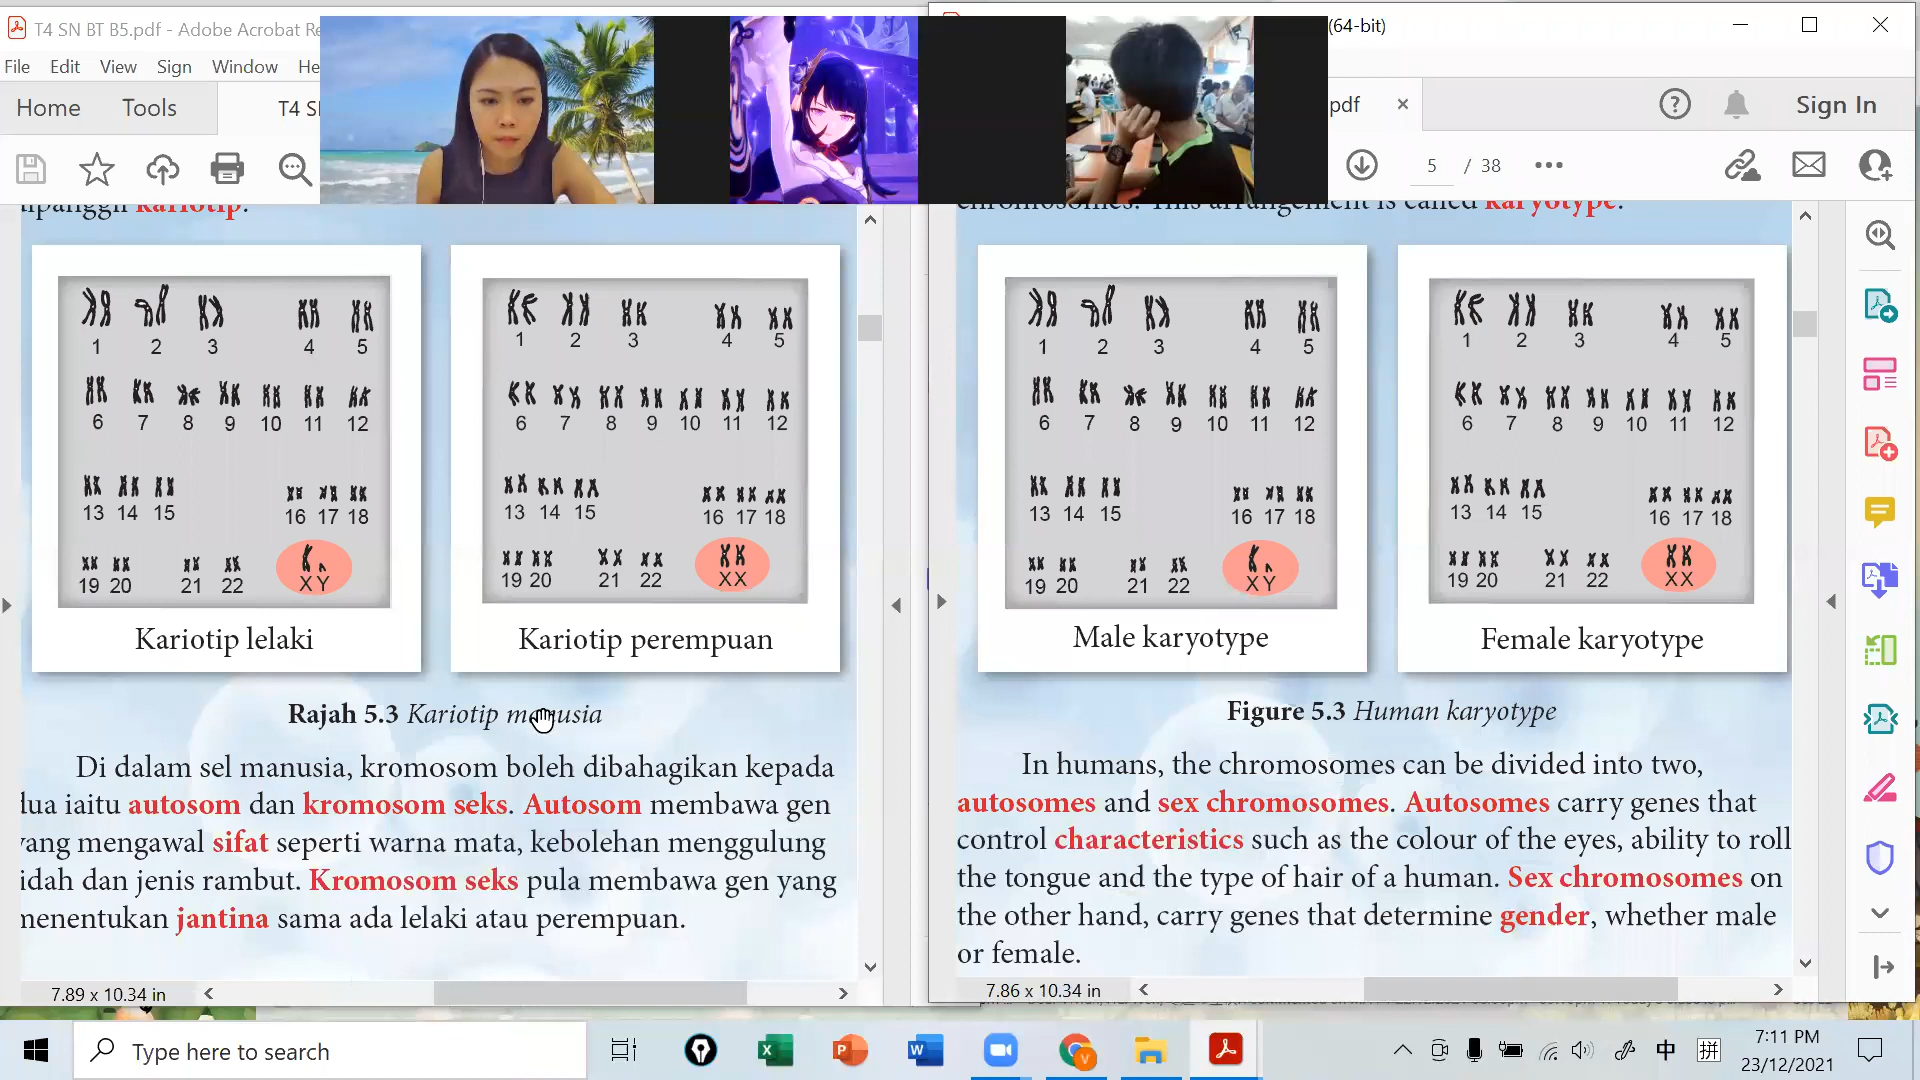 T4 SN BT B5.pdf - Adobe Acrobat Re
(64-bit)
File Edit View Sign Window He
Home Tools T4 S
pdf
Sign In
5 / 38
kariotip.
1 2 3 4 5
6 7 8 9 10 11 12
13 14 15 16 17 18
19 20 21 22 X Y
Kariotip lelaki
1 2 3 4 5
6 7 8 9 10 11 12
13 14 15 16 17 18
19 20 21 22 XX
Kariotip perempuan
Rajah 5.3 Kariotip manusia
Di dalam sel manusia, kromosom boleh dibahagikan kepada
dua iaitu autosom dan kromosom seks. Autosom membawa gen
yang mengawal sifat seperti warna mata, kebolehan menggulung
lidah dan jenis rambut. Kromosom seks pula membawa gen yang
menentukan jantina sama ada lelaki atau perempuan.
7.89 x 10.34 in
chromosomes. This arrangement is called karyotype.
1 2 3 4 5
6 7 8 9 10 11 12
13 14 15 16 17 18
19 20 21 22 X Y
Male karyotype
1 2 3 4 5
6 7 8 9 10 11 12
13 14 15 16 17 18
19 20 21 22 XX
Female karyotype
Figure 5.3 Human karyotype
In humans, the chromosomes can be divided into two,
autosomes and sex chromosomes. Autosomes carry genes that
control characteristics such as the colour of the eyes, ability to roll
the tongue and the type of hair of a human. Sex chromosomes on
the other hand, carry genes that determine gender, whether male
or female.
7.86 x 10.34 in
Type here to search
中 拼
7:11 PM
23/12/2021